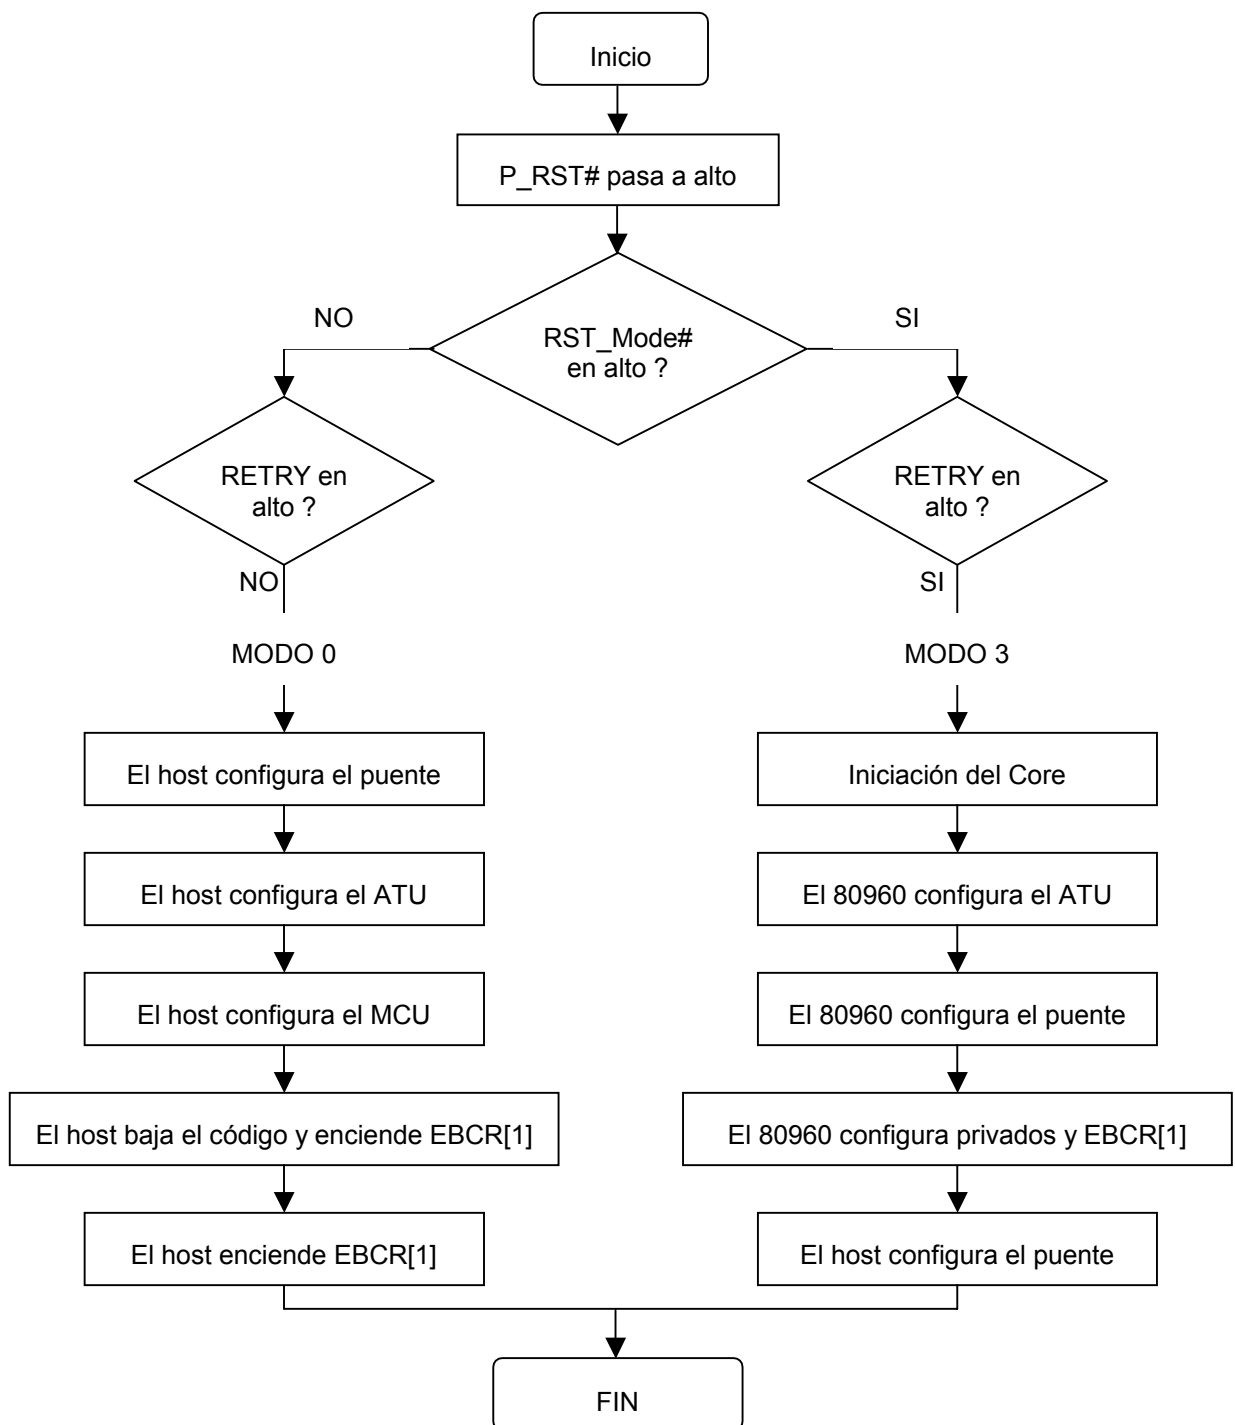 Inicio
P_RST# pasa a alto
NO
SI
RST_Mode#
en alto ?
RETRY en
alto ?
RETRY en
alto ?
NO
SI
MODO 0
MODO 3
El host configura el puente
Iniciación del Core
El host configura el ATU
El 80960 configura el ATU
El host configura el MCU
El 80960 configura el puente
El host baja el código y enciende EBCR[1]
El 80960 configura privados y EBCR[1]
El host enciende EBCR[1]
El host configura el puente
FIN